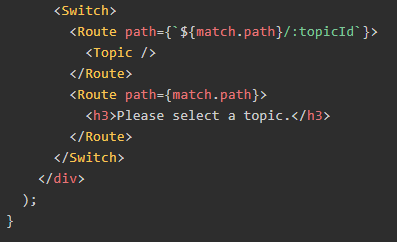 <Switch>
<Route path={`${match.path}/:topicId`}>
<Topic />
</Route>
<Route path={match.path}>
<h3>Please select a topic.</h3>
</Route>
</Switch>
</div>
);
}